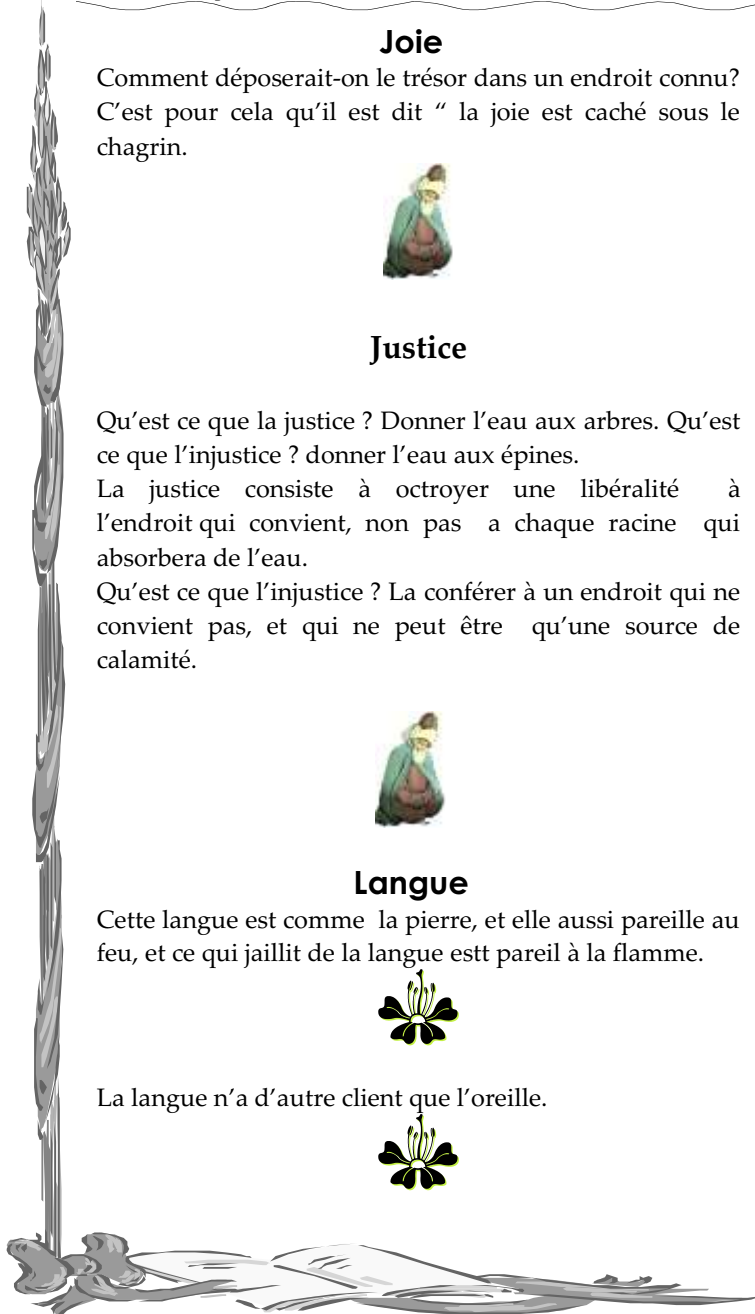 Joie
Comment déposerait-on le trésor dans un endroit connu?
C’est pour cela qu’il est dit “ la joie est caché sous le
chagrin.
Justice
Qu’est ce que la justice ? Donner l’eau aux arbres. Qu’est
ce que l’injustice ? donner l’eau aux épines.
La justice consiste à octroyer une libéralité à
l’endroit qui convient, non pas a chaque racine qui
absorbera de l’eau.
Qu’est ce que l’injustice ? La conférer à un endroit qui ne
convient pas, et qui ne peut être qu’une source de
calamité.
Langue
Cette langue est comme la pierre, et elle aussi pareille au
feu, et ce qui jaillit de la langue estt pareil à la flamme.
La langue n’a d’autre client que l’oreille.